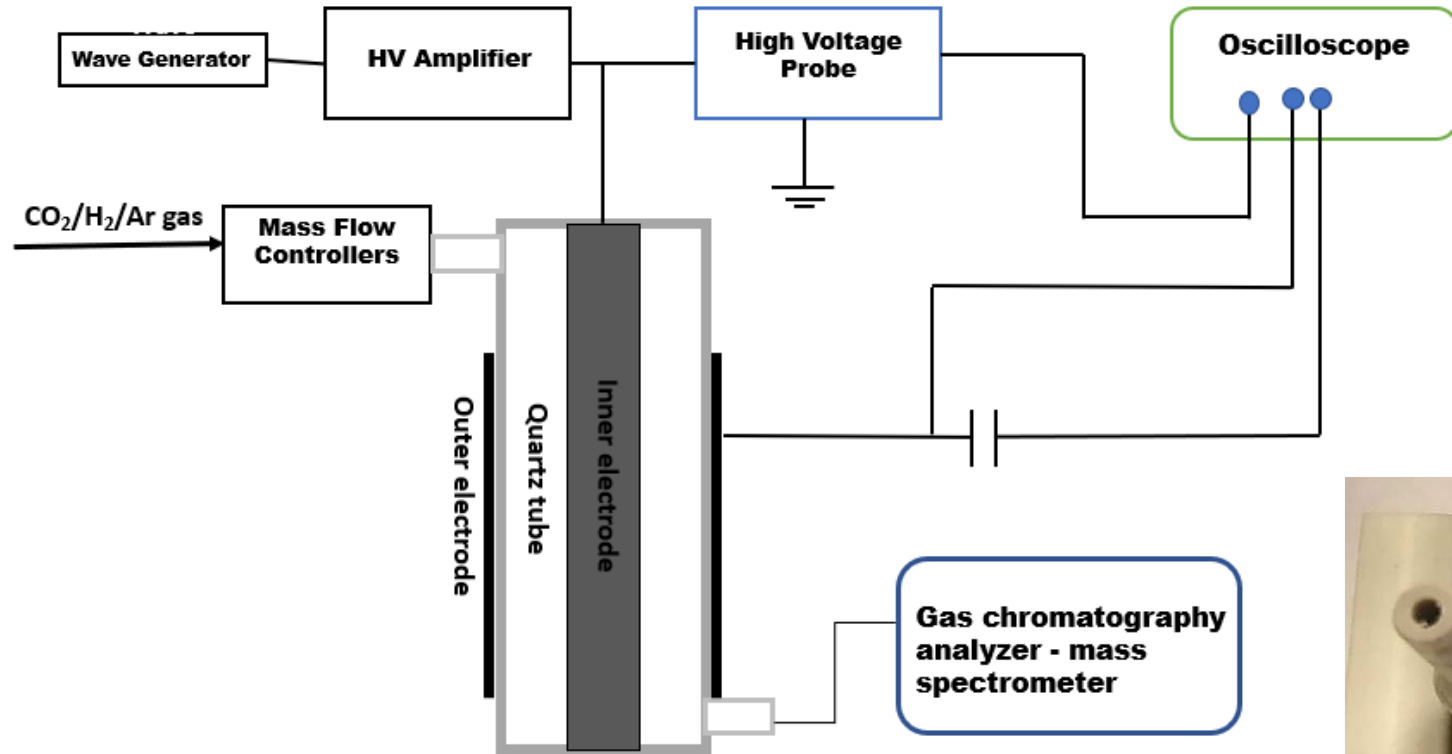 Wave Generator
HV Amplifier
High Voltage
Probe
Oscilloscope
CO₂/H₂/Ar gas
Mass Flow
Controllers
Outer electrode
Quartz tube
Inner electrode
Gas chromatography
analyzer - mass
spectrometer